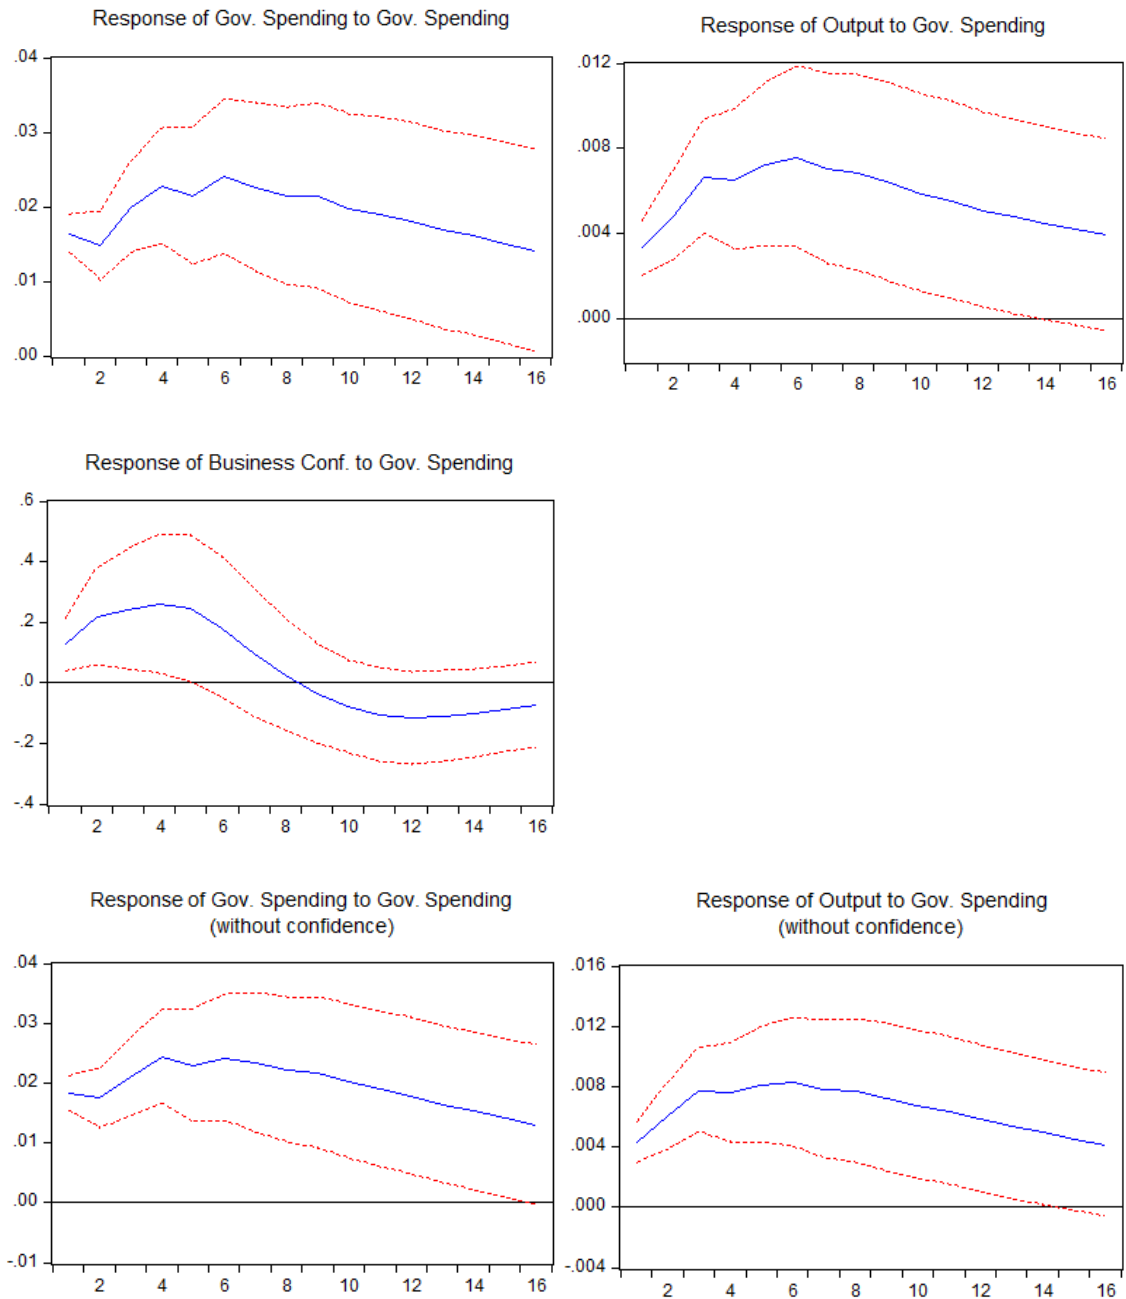 Response of Gov. Spending to Gov. Spending
.04
.03
.02
.01
.00
2 4 6 8 10 12 14 16
Response of Output to Gov. Spending
.012
.008
.004
.000
2 4 6 8 10 12 14 16
Response of Business Conf. to Gov. Spending
.6
.4
.2
.0
-.2
-.4
2 4 6 8 10 12 14 16
Response of Gov. Spending to Gov. Spending
(without confidence)
.04
.03
.02
.01
.00
-.01
2 4 6 8 10 12 14 16
Response of Output to Gov. Spending
(without confidence)
.016
.012
.008
.004
.000
-.004
2 4 6 8 10 12 14 16